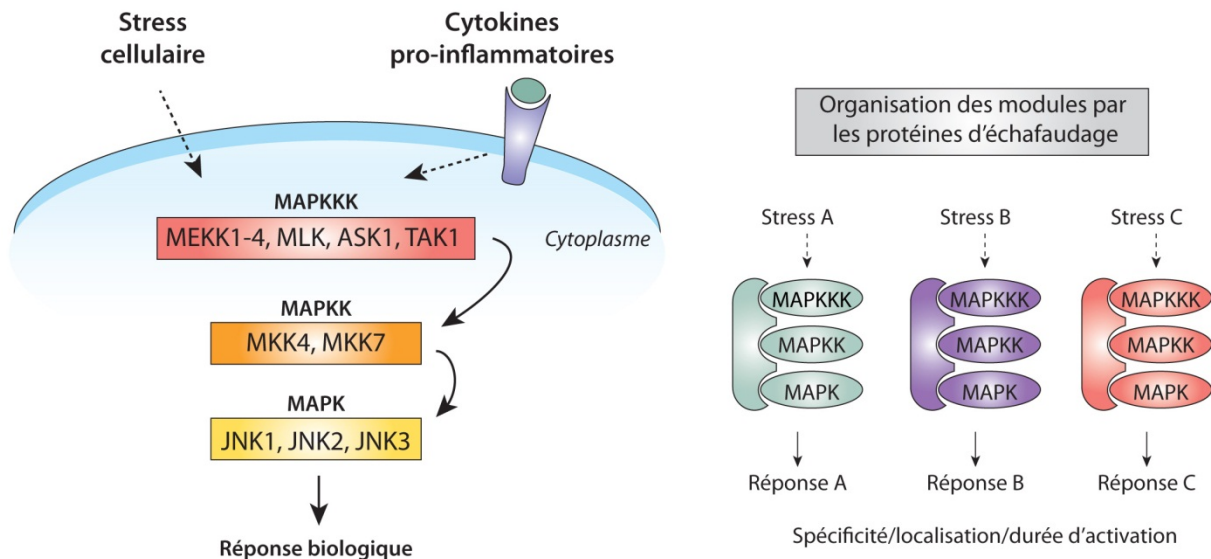 Stress
cellulaire
Cytokines
pro-inflammatoires
MAPKKK
MEKK1-4, MLK, ASK1, TAK1
Cytoplasme
MAPKK
MKK4, MKK7
MAPK
JNK1, JNK2, JNK3
Réponse biologique
Organisation des modules par
les protéines d’échafaudage
Stress A
Stress B
Stress C
MAPKKK
MAPKKK
MAPKKK
MAPKK
MAPKK
MAPKK
MAPK
MAPK
MAPK
Réponse A
Réponse B
Réponse C
Spécificité/localisation/durée d’activation